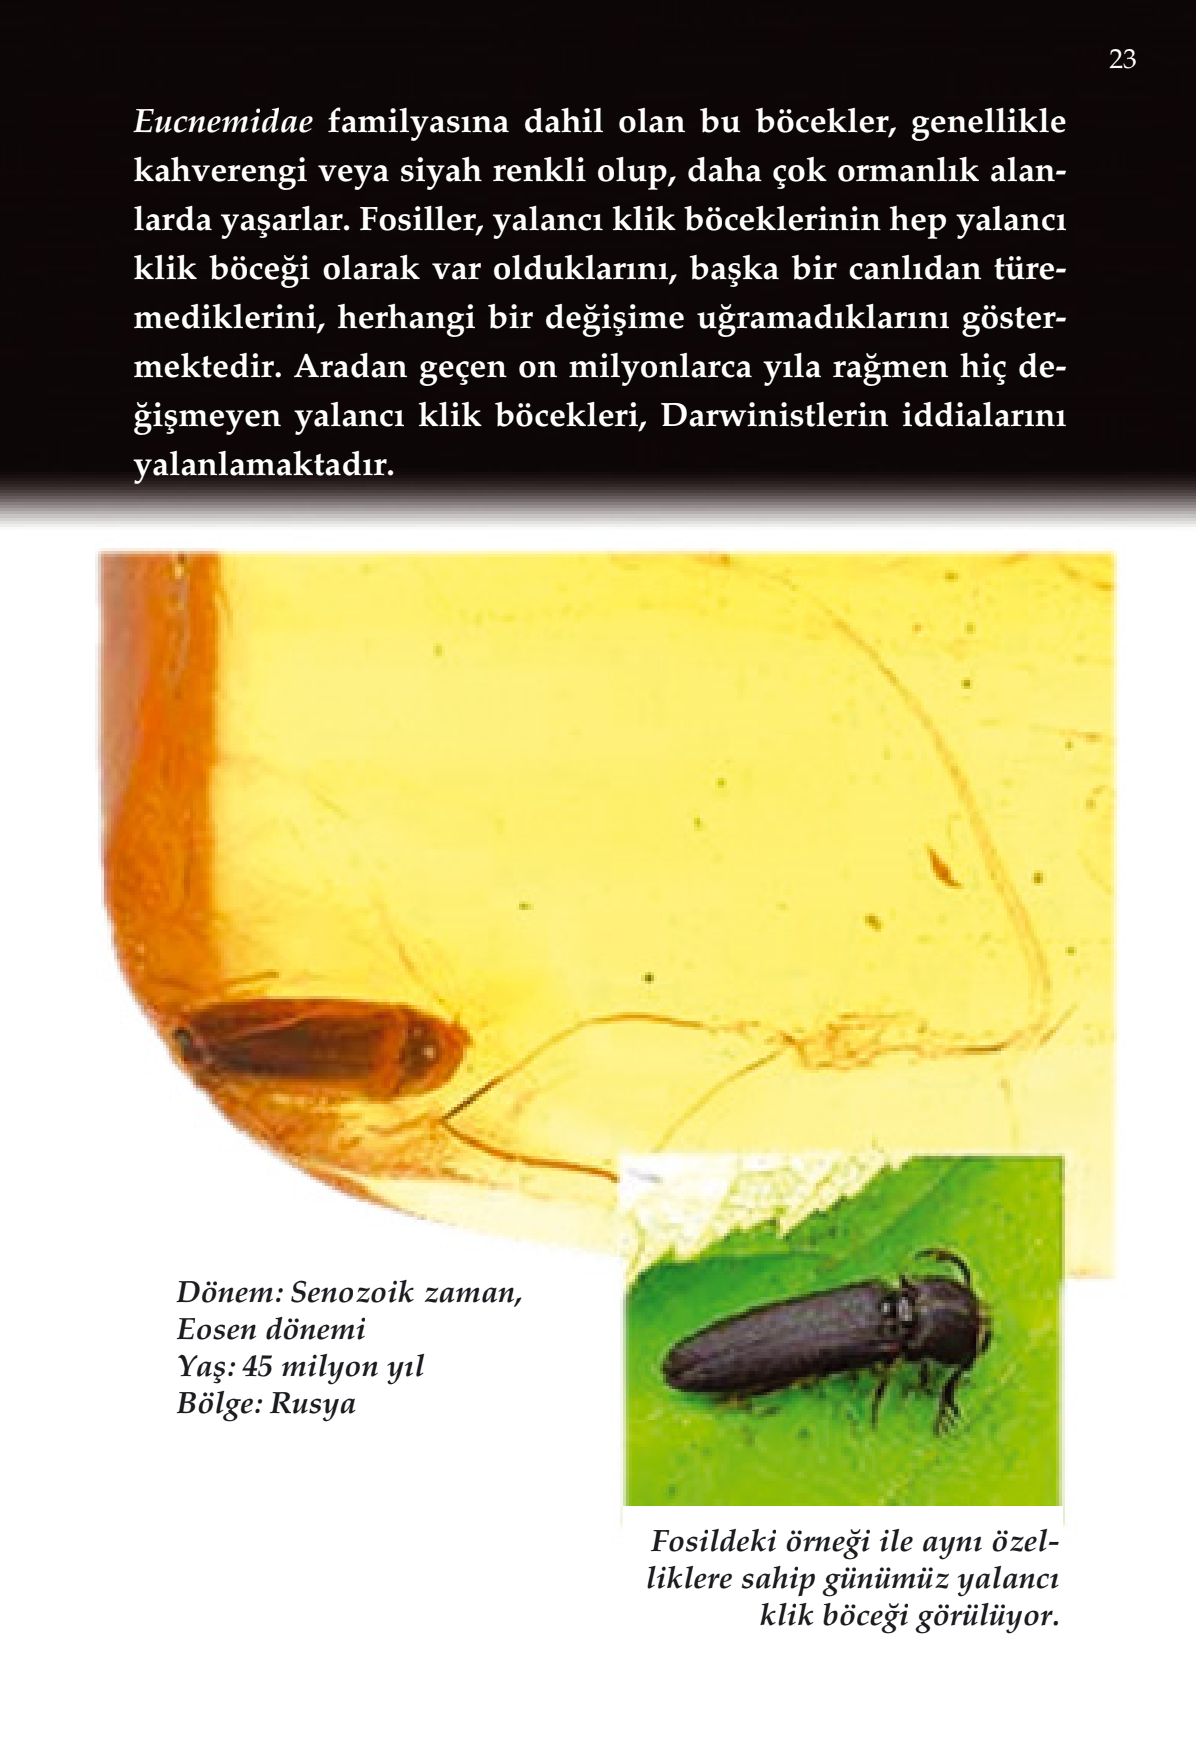 23
Eucnemidae familyasına dahil olan bu böcekler, genellikle
kahverengi veya siyah renkli olup, daha çok ormanlık alan-
larda yaşarlar. Fosiller, yalancı klik böceklerinin hep yalancı
klik böceği olarak var olduklarını, başka bir canlıdan türe-
mediklerini, herhangi bir değişime uğramadıklarını göster-
mektedir. Aradan geçen on milyonlarca yıla rağmen hiç de-
ğişmeyen yalancı klik böcekleri, Darwinistlerin iddialarını
yalanlamaktadır.
Dönem: Senozoik zaman,
Eosen dönemi
Yaş: 45 milyon yıl
Bölge: Rusya
Fosildeki örneği ile aynı özel-
liklere sahip günümüz yalancı
klik böceği görülüyor.